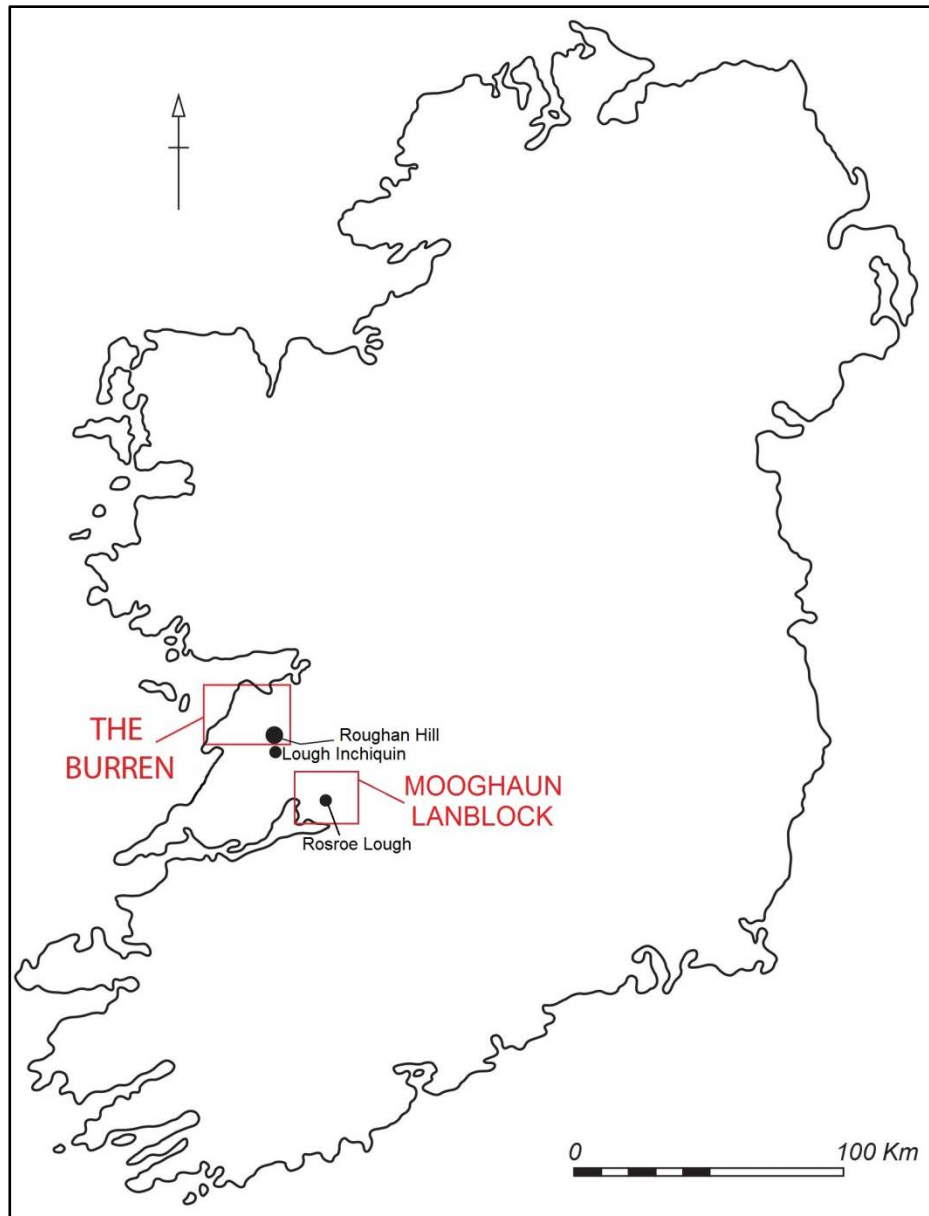 THE
BURREN
Roughan Hill
Lough Inchiquin
MOOGHAUN
LANBLOCK
Rosroe Lough
0
100 Km